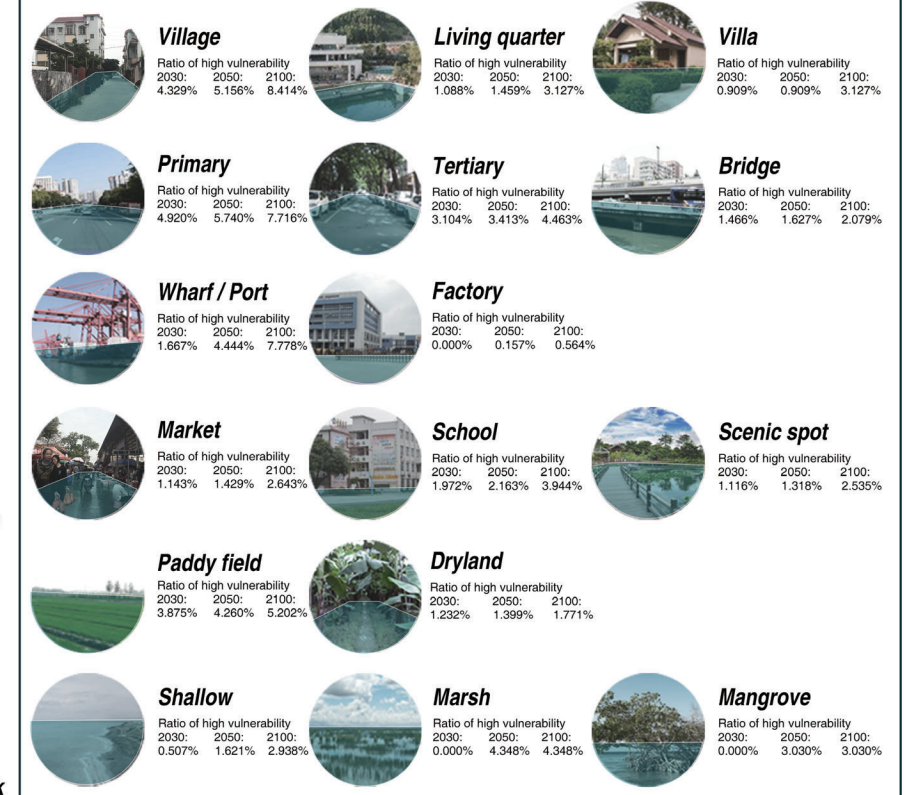 Village
Ratio of high vulnerability
2030: 2050: 2100:
4.329% 5.156% 8.414%
Living quarter
Ratio of high vulnerability
2030: 2050: 2100:
1.088% 1.459% 3.127%
Villa
Ratio of high vulnerability
2030: 2050: 2100:
0.909% 0.909% 3.127%
Primary
Ratio of high vulnerability
2030: 2050: 2100:
4.920% 5.740% 7.716%
Tertiary
Ratio of high vulnerability
2030: 2050: 2100:
3.104% 3.413% 4.463%
Bridge
Ratio of high vulnerability
2030: 2050: 2100:
1.466% 1.627% 2.079%
Wharf / Port
Ratio of high vulnerability
2030: 2050: 2100:
1.667% 4.444% 7.778%
Factory
Ratio of high vulnerability
2030: 2050: 2100:
0.000% 0.157% 0.564%
Market
Ratio of high vulnerability
2030: 2050: 2100:
1.143% 1.429% 2.643%
School
Ratio of high vulnerability
2030: 2050: 2100:
1.972% 2.163% 3.944%
Scenic spot
Ratio of high vulnerability
2030: 2050: 2100:
1.116% 1.318% 2.535%
Paddy field
Ratio of high vulnerability
2030: 2050: 2100:
3.875% 4.260% 5.202%
Dryland
Ratio of high vulnerability
2030: 2050: 2100:
1.232% 1.399% 1.771%
Shallow
Ratio of high vulnerability
2030: 2050: 2100:
0.507% 1.621% 2.938%
Marsh
Ratio of high vulnerability
2030: 2050: 2100:
0.000% 4.348% 4.348%
Mangrove
Ratio of high vulnerability
2030: 2050: 2100:
0.000% 3.030% 3.030%